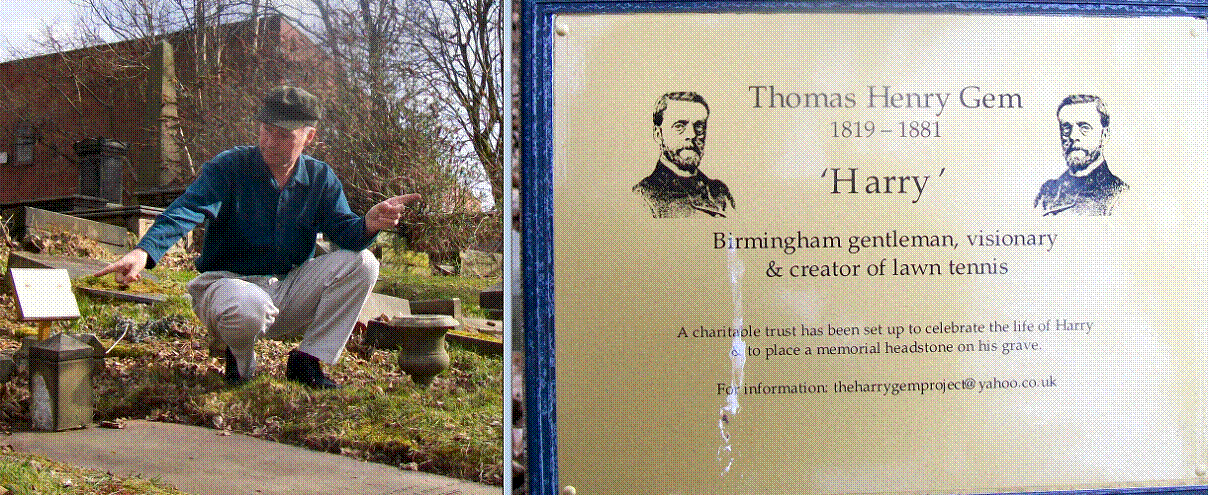 Thomas Henry Gem
1819 – 1881
‘Harry’
Birmingham gentleman, visionary
& creator of lawn tennis
A charitable trust has been set up to celebrate the life of Harry
& to place a memorial headstone on his grave.
For information: theharrygemproject@yahoo.co.uk